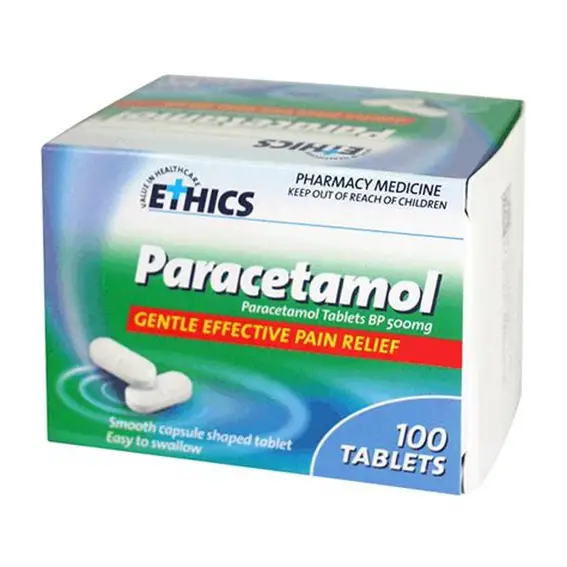 Paracetamol
VALUE IN HEALTHCARE
ETHICS
PHARMACY MEDICINE
KEEP OUT OF REACH OF CHILDREN
Paracetamol
Paracetamol Tablets BP 500mg
GENTLE EFFECTIVE PAIN RELIEF
Smooth capsule shaped tablet
Easy to swallow
100
TABLETS